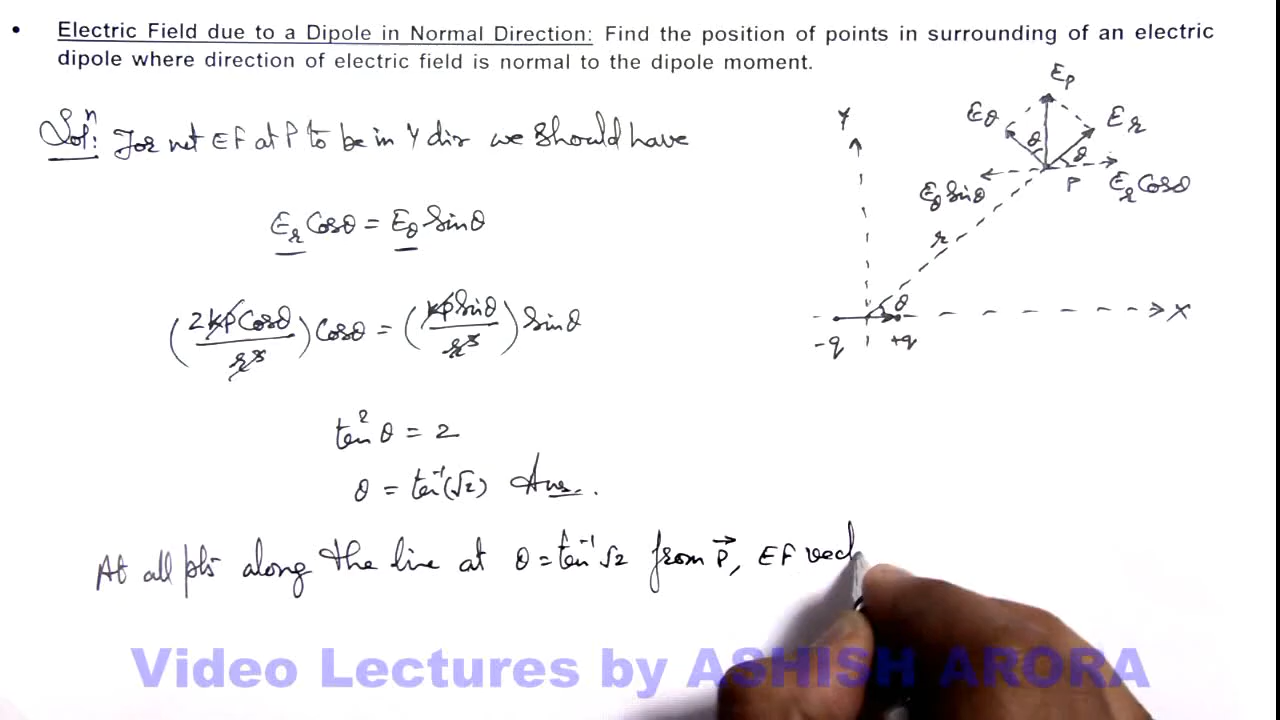 • Electric Field due to a Dipole in Normal Direction: Find the position of points in surrounding of an electric
dipole where direction of electric field is normal to the dipole moment.
Solⁿ: For net EF at P to be in Y dir we should have
E_r Cosθ = E_θ Sinθ
(2kp Cosθ / r³) Cosθ = (kp Sinθ / r³) Sinθ
tan²θ = 2
θ = tan⁻¹(√2) Ans.
At all pts along the line at θ = tan⁻¹ √2 from P⃗, EF vect
E_P
E_θ
E_r
θ
θ
E_θ Sinθ
P
E_r Cosθ
Y
r
θ
X
-q
+q
Video Lectures by ASHISH ARORA